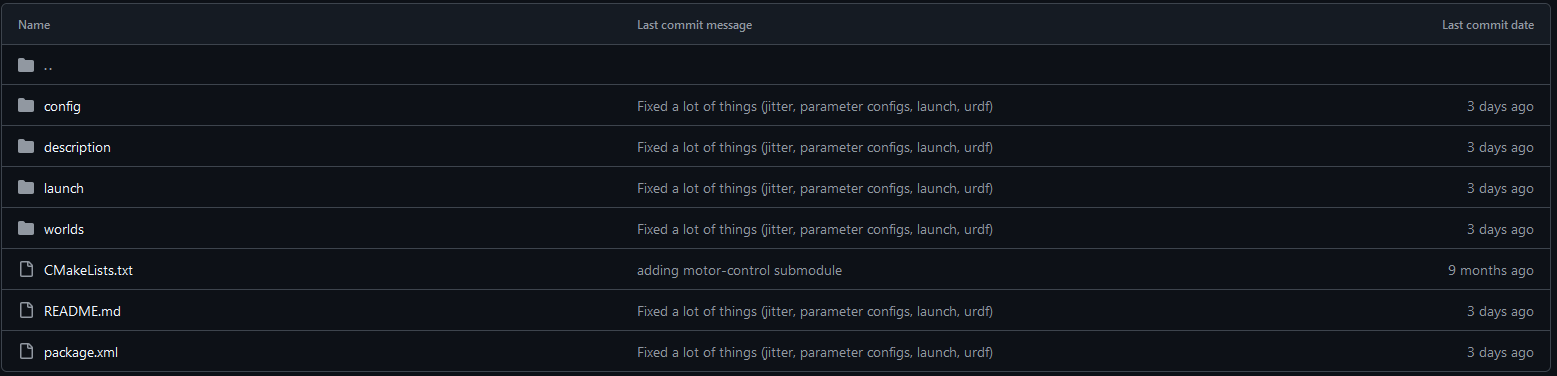 Name Last commit message Last commit date
..
config Fixed a lot of things (jitter, parameter configs, launch, urdf) 3 days ago
description Fixed a lot of things (jitter, parameter configs, launch, urdf) 3 days ago
launch Fixed a lot of things (jitter, parameter configs, launch, urdf) 3 days ago
worlds Fixed a lot of things (jitter, parameter configs, launch, urdf) 3 days ago
CMakeLists.txt adding motor-control submodule 9 months ago
README.md Fixed a lot of things (jitter, parameter configs, launch, urdf) 3 days ago
package.xml Fixed a lot of things (jitter, parameter configs, launch, urdf) 3 days ago